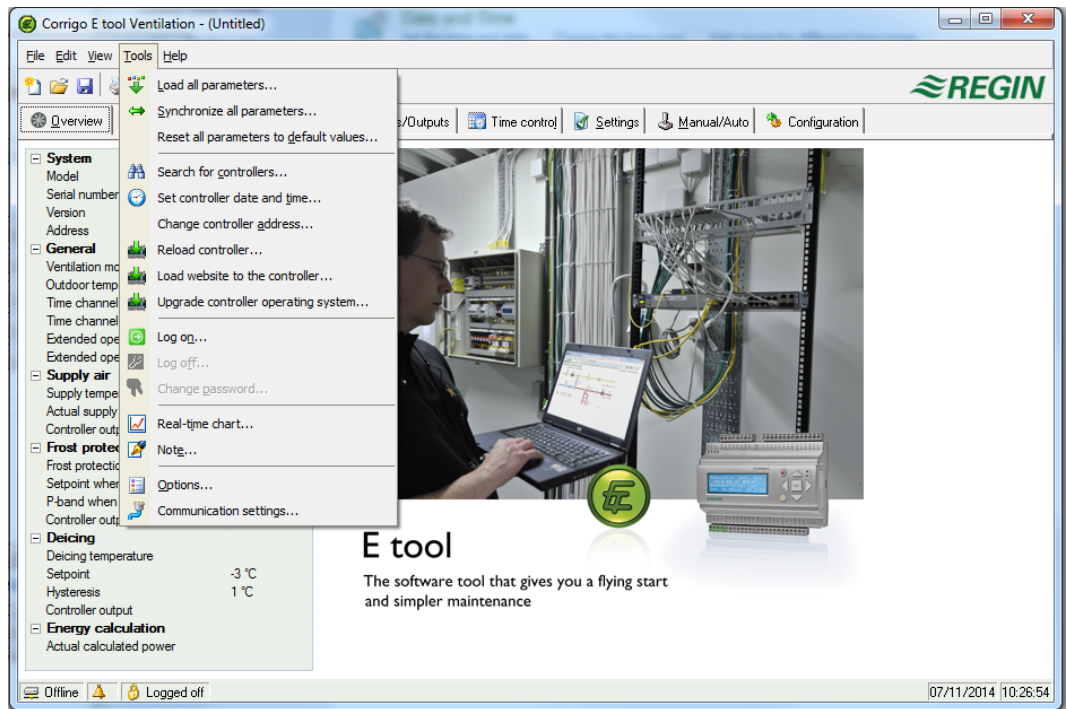 Corrigo E tool Ventilation - (Untitled)
File Edit View Tools Help
REGIN
Overview s/Outputs Time control Settings Manual/Auto Configuration
Load all parameters...
Synchronize all parameters...
Reset all parameters to default values...
Search for controllers...
Set controller date and time...
Change controller address...
Reload controller...
Load website to the controller...
Upgrade controller operating system...
Log on...
Log off...
Change password...
Real-time chart...
Note...
Options...
Communication settings...
System
Model
Serial number
Version
Address
General
Ventilation mo
Outdoor temp
Time channel
Time channel
Extended ope
Extended ope
Supply air
Supply tempe
Actual supply
Controller outp
Frost protec
Frost protectio
Setpoint when
P-band when
Controller outp
Deicing
Deicing temperature
Setpoint -3 °C
Hysteresis 1 °C
Controller output
Energy calculation
Actual calculated power
E tool
The software tool that gives you a flying start
and simpler maintenance
Offline Logged off 07/11/2014 10:26:54